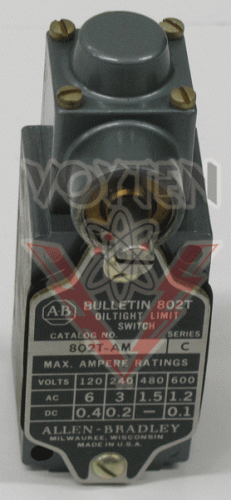 VOXTEN
AB BULLETIN 802T
OILTIGHT LIMIT
SWITCH
CATALOG NO. SERIES
802T-AM C
MAX. AMPERE RATINGS
VOLTS 120 240 480 600
AC 6 3 1.5 1.2
DC 0.4 0.2 — 0.1
ALLEN-BRADLEY
MILWAUKEE, WISCONSIN
MADE IN U.S.A.